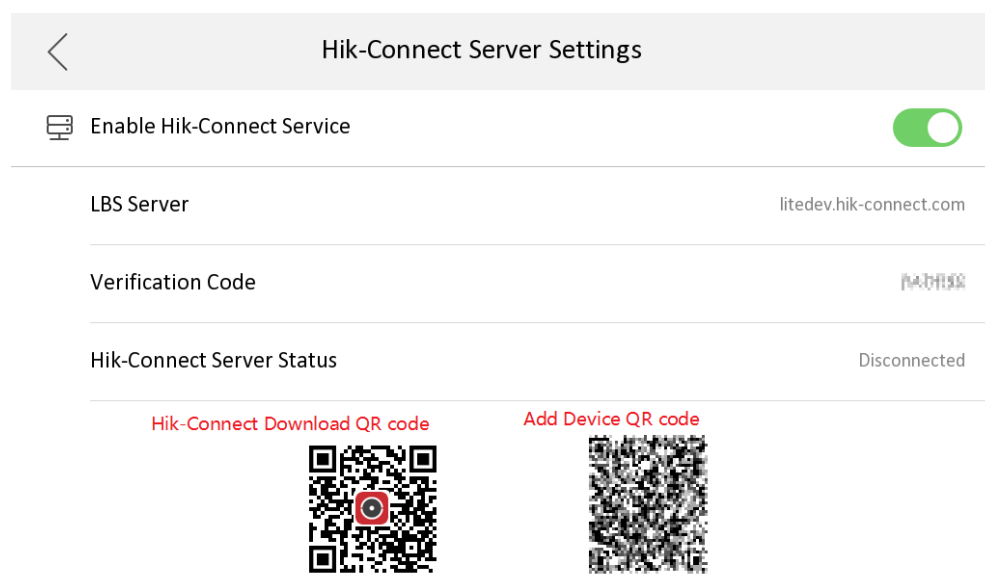 Hik-Connect Server Settings
Enable Hik-Connect Service
LBS Server litedev.hik-connect.com
Verification Code
Hik-Connect Server Status Disconnected
Hik-Connect Download QR code Add Device QR code